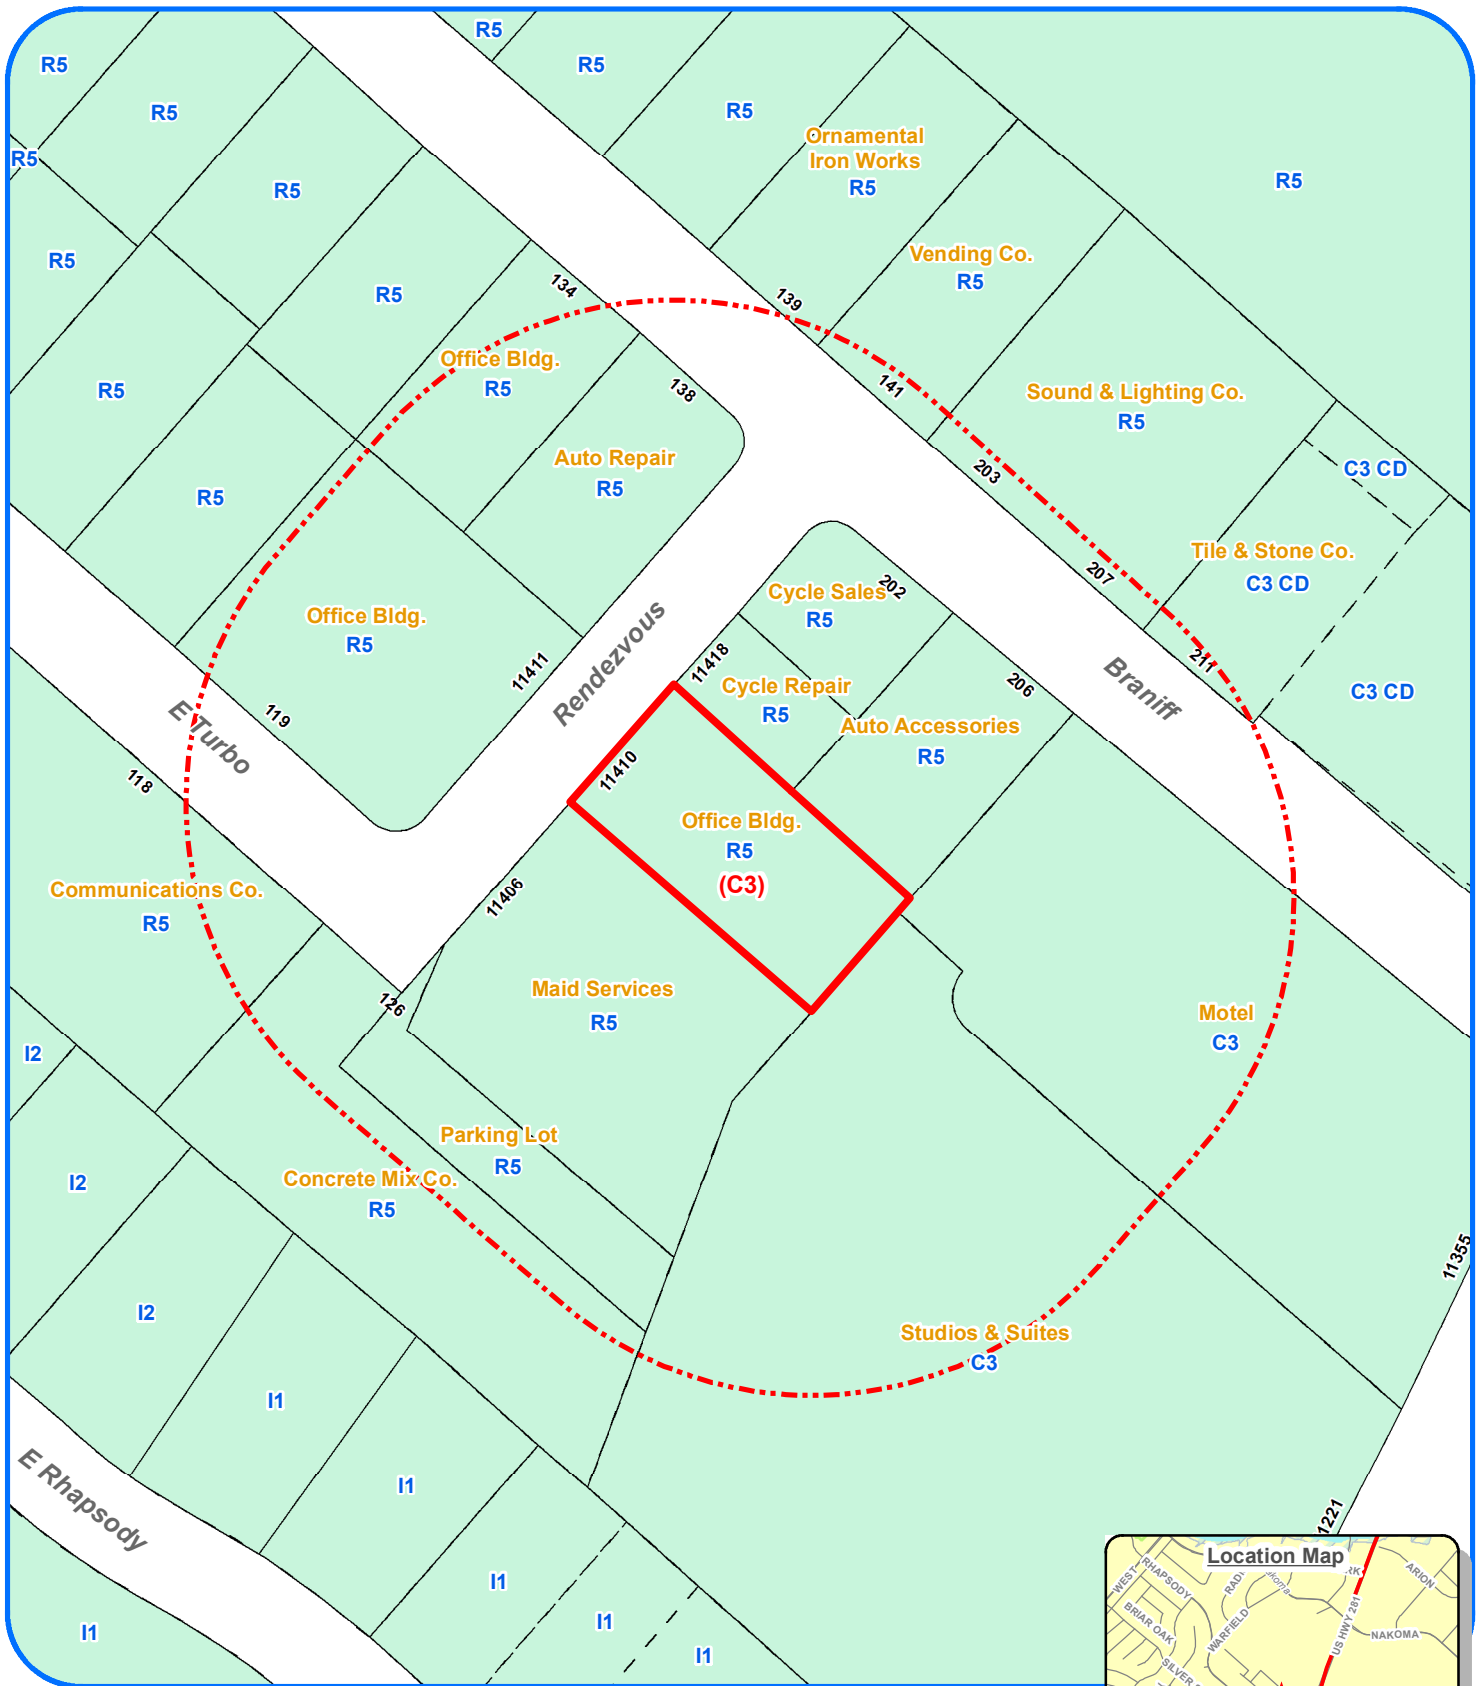 R5
R5
R5
R5
R5
R5
R5
Ornamental
Iron Works
R5
R5
R5
R5
Vending Co.
R5
134
139
R5
Office Bldg.
R5
138
141
R5
Sound & Lighting Co.
R5
Auto Repair
R5
203
C3 CD
R5
Tile & Stone Co.
C3 CD
207
Cycle Sales
202
R5
Office Bldg.
R5
11411
Rendezvous
11418
211
Braniff
206
C3 CD
Cycle Repair
R5
Auto Accessories
R5
119
E Turbo
118
11410
Office Bldg.
R5
(C3)
Communications Co.
R5
11406
126
Maid Services
R5
Motel
C3
I2
Parking Lot
R5
Concrete Mix Co.
R5
I2
11355
I2
Studios & Suites
C3
I1
I1
E Rhapsody
1221
I1
I1
I1
I1
Location Map
WEST
RHAPSODY
RK
ARION
BRIAR OAK
WARFIELD
US HWY 281
NAKOMA